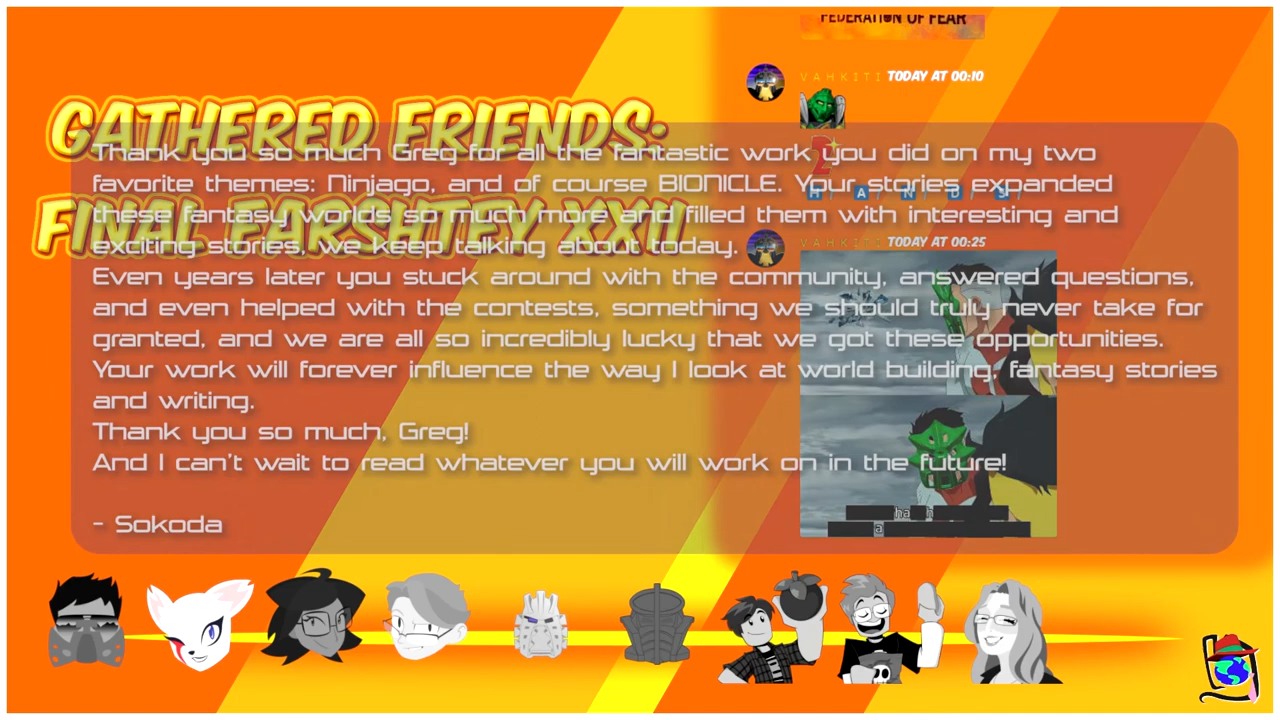 FEDERATION OF FEAR
VAHKITI TODAY AT 00:10
GATHERED FRIENDS:
FINAL FARSHTEY XXII
2
H A N D S
VAHKITI TODAY AT 00:25
Thank you so much Greg for all the fantastic work you did on my two
favorite themes: Ninjago, and of course BIONICLE. Your stories expanded
these fantasy worlds so much more and filled them with interesting and
exciting stories, we keep talking about today.
Even years later you stuck around with the community, answered questions,
and even helped with the contests, something we should truly never take for
granted, and we are all so incredibly lucky that we got these opportunities.
Your work will forever influence the way I look at world building, fantasy stories
and writing.
Thank you so much, Greg!
And I can't wait to read whatever you will work on in the future!
- Sokoda
ha h
a